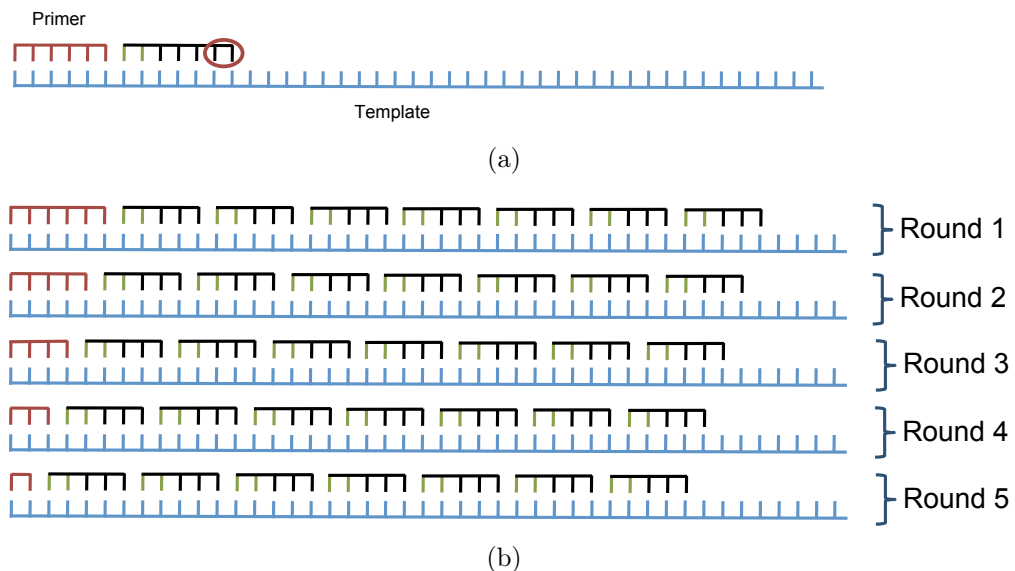 Primer
Template
(a)
Round 1
Round 2
Round 3
Round 4
Round 5
(b)